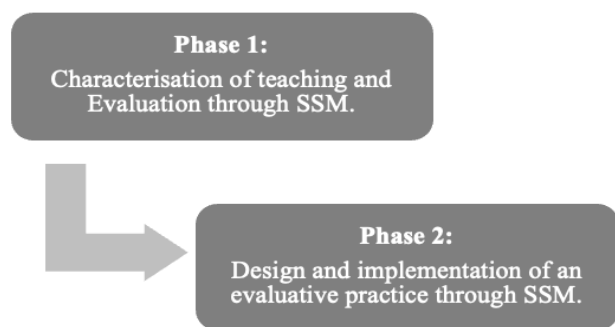 Phase 1:
Characterisation of teaching and
Evaluation through SSM.
Phase 2:
Design and implementation of an
evaluative practice through SSM.